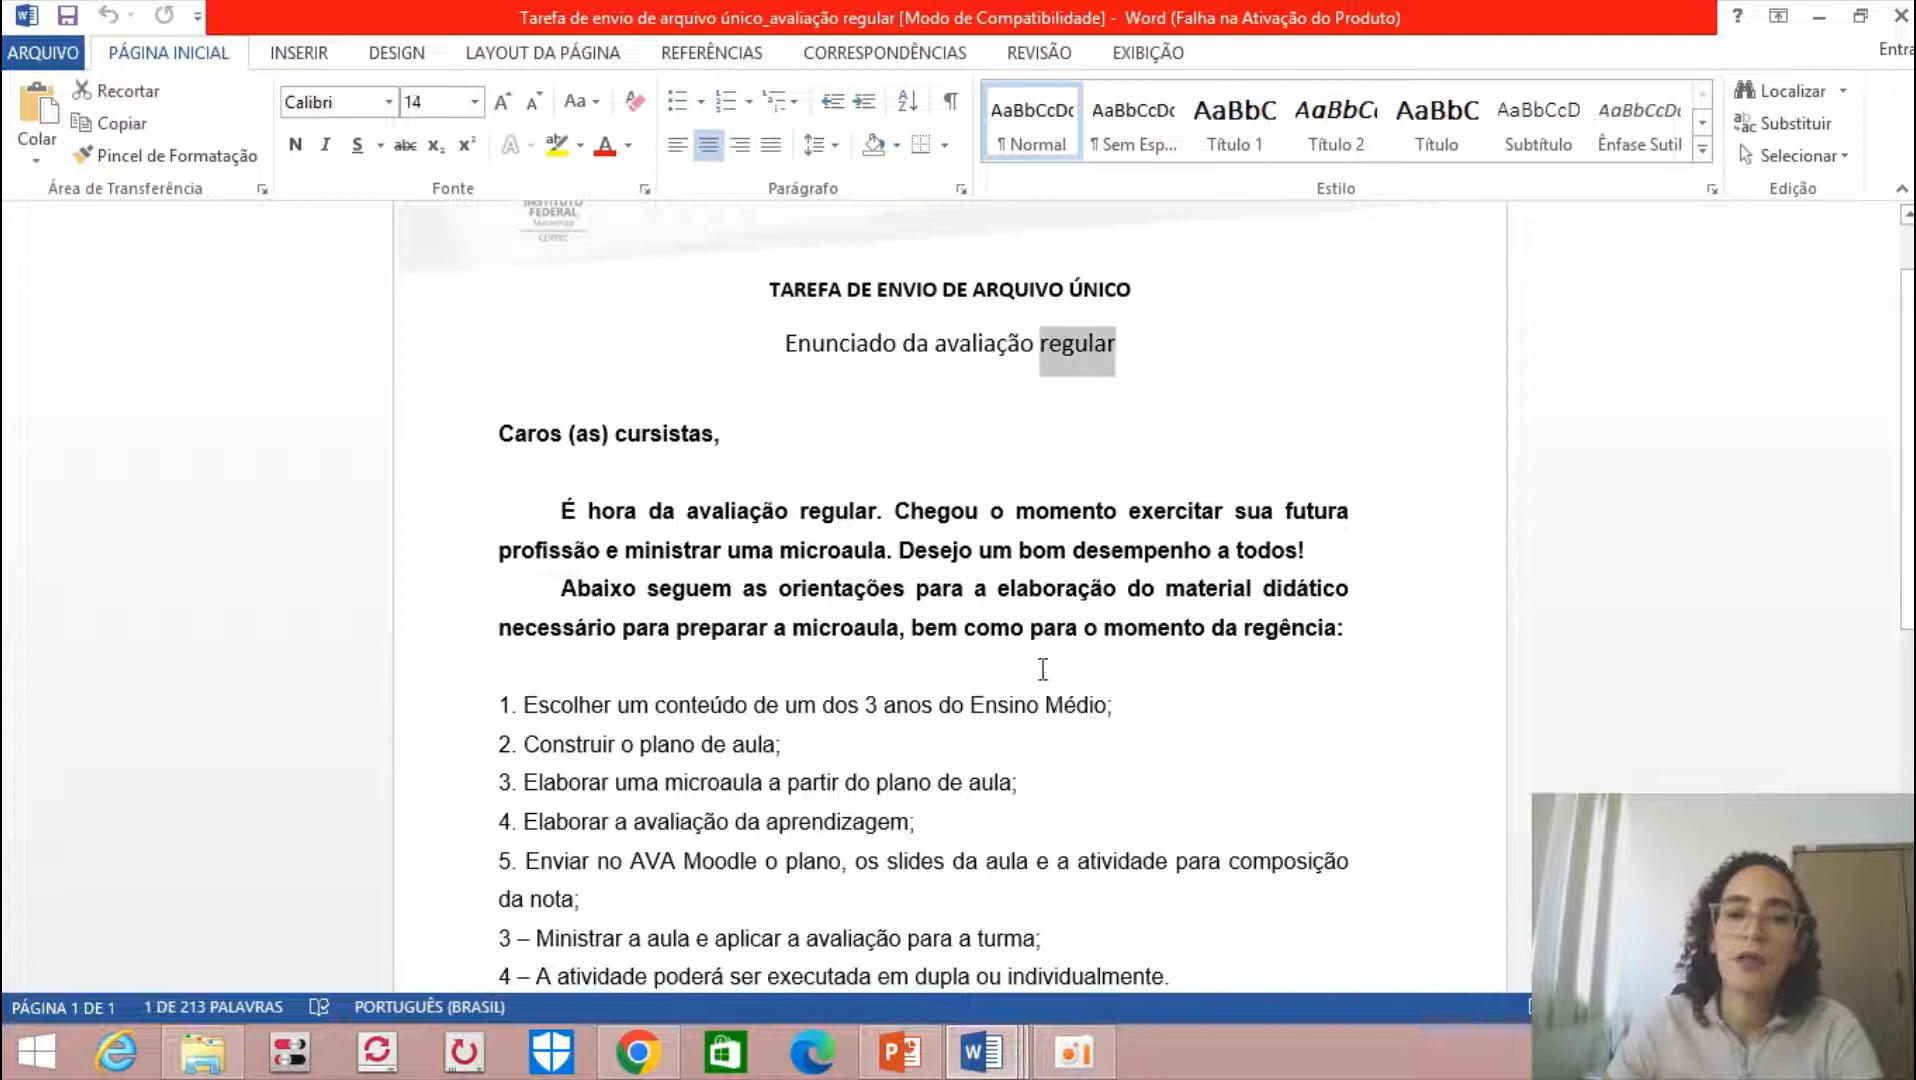 Tarefa de envio de arquivo único_avaliação regular [Modo de Compatibilidade] - Word (Falha na Ativação do Produto)
?
ARQUIVO PÁGINA INICIAL INSERIR DESIGN LAYOUT DA PÁGINA REFERÊNCIAS CORRESPONDÊNCIAS REVISÃO EXIBIÇÃO Entra
Colar
Recortar
Copiar
Pincel de Formatação
Área de Transferência
Calibri 14
Aa
N I S abc x₂ x²
Fonte
Parágrafo
AaBbCcDc AaBbCcDc AaBbC AaBbC AaBbC AaBbCcD AaBbCcDc
¶ Normal ¶ Sem Esp... Título 1 Título 2 Título Subtítulo Ênfase Sutil
Estilo
Localizar
Substituir
Selecionar
Edição
INSTITUTO
FEDERAL
Maranhão
CERTEC
TAREFA DE ENVIO DE ARQUIVO ÚNICO
Enunciado da avaliação regular
Caros (as) cursistas,
É hora da avaliação regular. Chegou o momento exercitar sua futura
profissão e ministrar uma microaula. Desejo um bom desempenho a todos!
Abaixo seguem as orientações para a elaboração do material didático
necessário para preparar a microaula, bem como para o momento da regência:
1. Escolher um conteúdo de um dos 3 anos do Ensino Médio;
2. Construir o plano de aula;
3. Elaborar uma microaula a partir do plano de aula;
4. Elaborar a avaliação da aprendizagem;
5. Enviar no AVA Moodle o plano, os slides da aula e a atividade para composição
da nota;
3 – Ministrar a aula e aplicar a avaliação para a turma;
4 – A atividade poderá ser executada em dupla ou individualmente.
PÁGINA 1 DE 1 1 DE 213 PALAVRAS PORTUGUÊS (BRASIL)